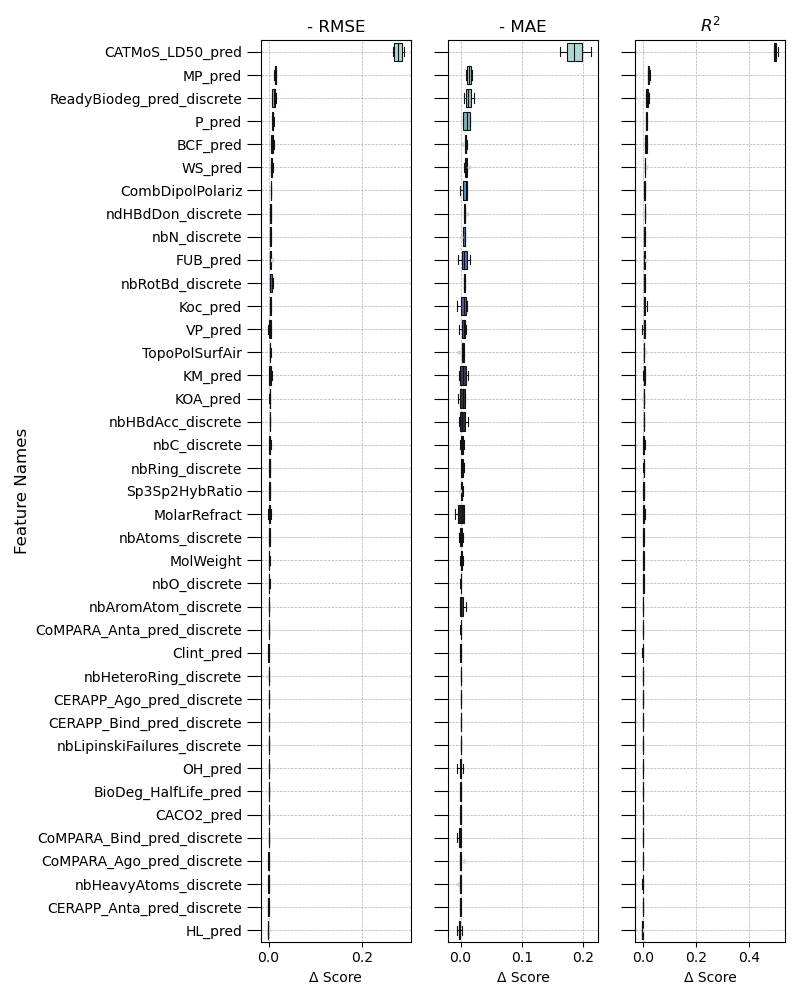 - RMSE
- MAE
R²
Feature Names
CATMoS_LD50_pred
MP_pred
ReadyBiodeg_pred_discrete
P_pred
BCF_pred
WS_pred
CombDipolPolariz
ndHBdDon_discrete
nbN_discrete
FUB_pred
nbRotBd_discrete
Koc_pred
VP_pred
TopoPolSurfAir
KM_pred
KOA_pred
nbHBdAcc_discrete
nbC_discrete
nbRing_discrete
Sp3Sp2HybRatio
MolarRefract
nbAtoms_discrete
MolWeight
nbO_discrete
nbAromAtom_discrete
CoMPARA_Anta_pred_discrete
Clint_pred
nbHeteroRing_discrete
CERAPP_Ago_pred_discrete
CERAPP_Bind_pred_discrete
nbLipinskiFailures_discrete
OH_pred
BioDeg_HalfLife_pred
CACO2_pred
CoMPARA_Bind_pred_discrete
CoMPARA_Ago_pred_discrete
nbHeavyAtoms_discrete
CERAPP_Anta_pred_discrete
HL_pred
0.0 0.2
0.0 0.1 0.2
0.0 0.2 0.4
Δ Score
Δ Score
Δ Score